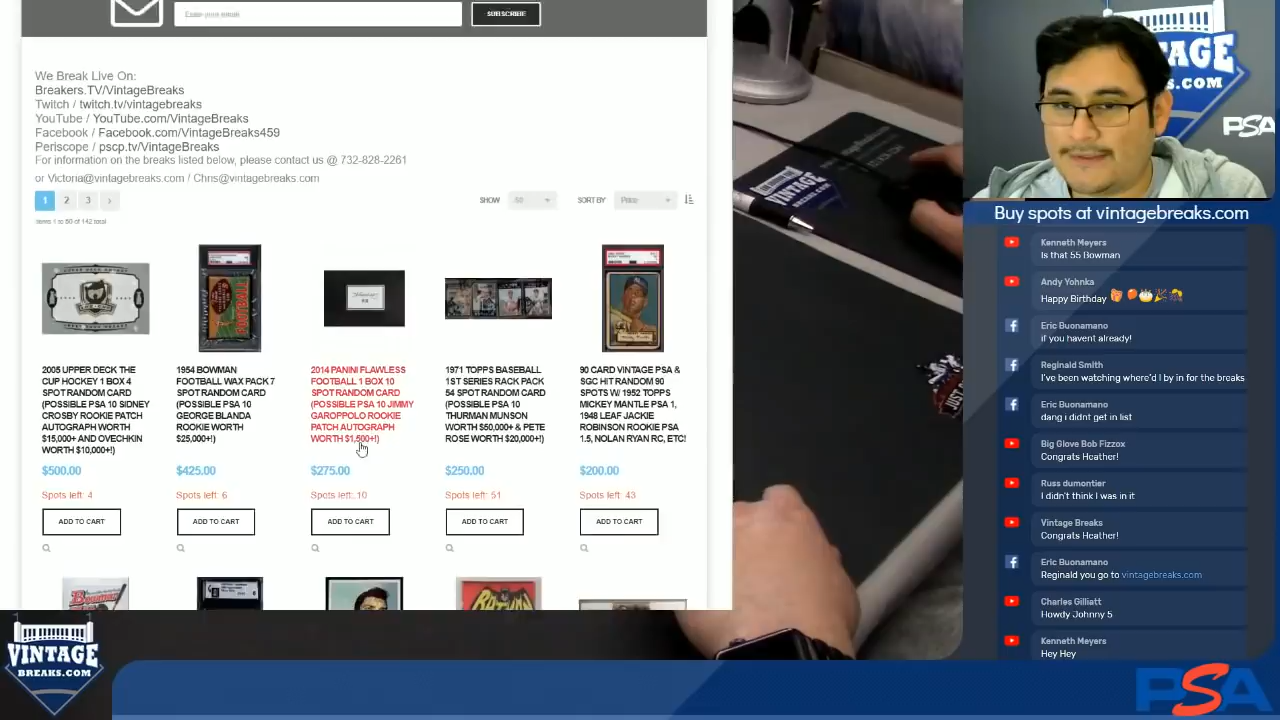 Enter your email
SUBSCRIBE
We Break Live On:
Breakers.TV/VintageBreaks
Twitch / twitch.tv/vintagebreaks
YouTube / YouTube.com/VintageBreaks
Facebook / Facebook.com/VintageBreaks459
Periscope / pscp.tv/VintageBreaks
For information on the breaks listed below, please contact us @ 732-828-2261
or Victoria@vintagebreaks.com / Chris@vintagebreaks.com
1 2 3 ›
SHOW
SORT BY Price
Items 1 to 50 of 142 total
2005 UPPER DECK THE
CUP HOCKEY 1 BOX 4
SPOT RANDOM CARD
(POSSIBLE PSA 10 SIDNEY
CROSBY ROOKIE PATCH
AUTOGRAPH WORTH
$15,000+ AND OVECHKIN
WORTH $10,000+!)
$500.00
Spots left: 4
ADD TO CART
1954 BOWMAN
FOOTBALL WAX PACK 7
SPOT RANDOM CARD
(POSSIBLE PSA 10
GEORGE BLANDA
ROOKIE WORTH
$25,000+!)
$425.00
Spots left: 6
ADD TO CART
2014 PANINI FLAWLESS
FOOTBALL 1 BOX 10
SPOT RANDOM CARD
(POSSIBLE PSA 10 JIMMY
GAROPPOLO ROOKIE
PATCH AUTOGRAPH
WORTH $1,500+!)
$275.00
Spots left: 10
ADD TO CART
1971 TOPPS BASEBALL
1ST SERIES RACK PACK
54 SPOT RANDOM CARD
(POSSIBLE PSA 10
THURMAN MUNSON
WORTH $50,000+ & PETE
ROSE WORTH $20,000+!)
$250.00
Spots left: 51
ADD TO CART
90 CARD VINTAGE PSA &
SGC HIT RANDOM 90
SPOTS W/ 1952 TOPPS
MICKEY MANTLE PSA 1,
1948 LEAF JACKIE
ROBINSON ROOKIE PSA
1.5, NOLAN RYAN RC, ETC!
$200.00
Spots left: 43
ADD TO CART
VINTAGE
BREAKS.COM
VINTAGE
VINTAGE
.COM
PSA
Buy spots at vintagebreaks.com
Kenneth Meyers
Is that 55 Bowman
Andy Yohnka
Happy Birthday
Eric Buonamano
if you havent already!
Reginald Smith
I've been watching where'd I by in for the breaks
Eric Buonamano
dang i didnt get in list
Big Glove Bob Fizzox
Congrats Heather!
Russ dumontier
I didn't think I was in it
Vintage Breaks
Congrats Heather!
Eric Buonamano
Reginald you go to vintagebreaks.com
Charles Gilliatt
Howdy Johnny 5
Kenneth Meyers
Hey Hey
PSA